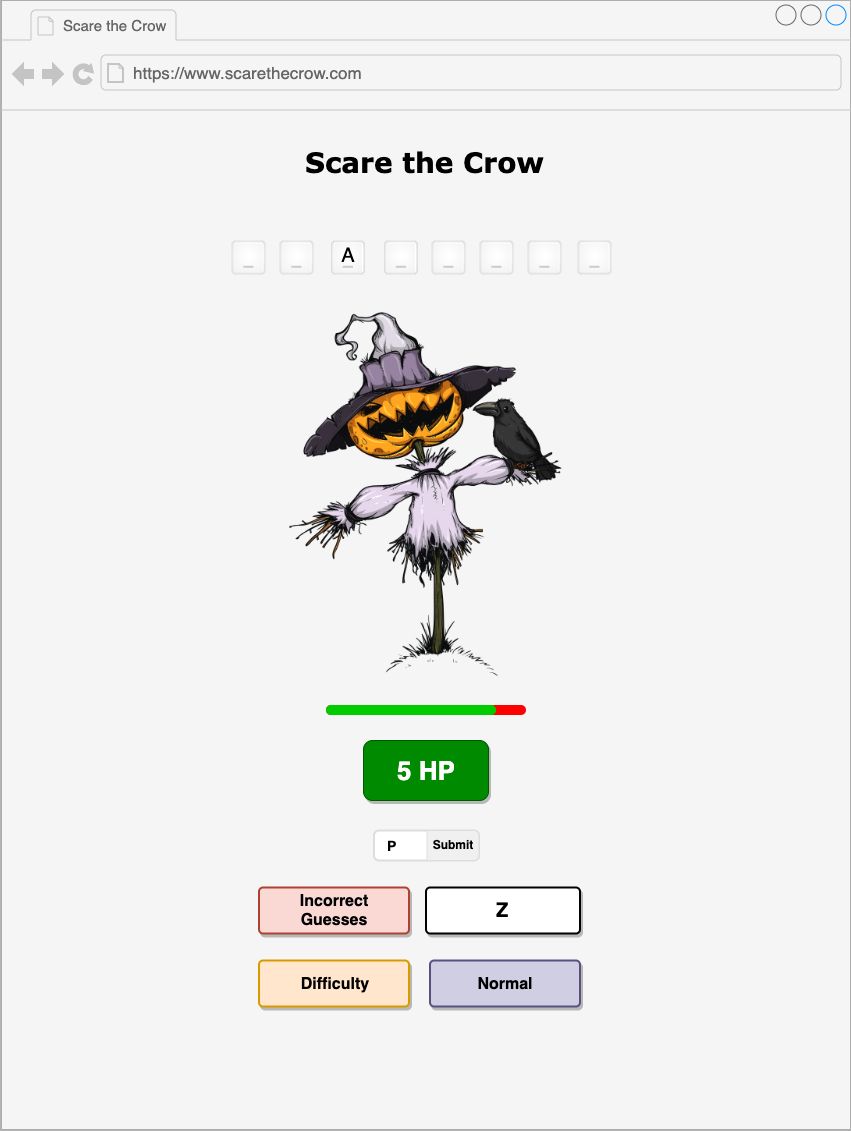 Scare the Crow
https://www.scarethecrow.com
Scare the Crow
_ _ A _ _ _ _ _
5 HP
P Submit
Incorrect
Guesses
Z
Difficulty
Normal